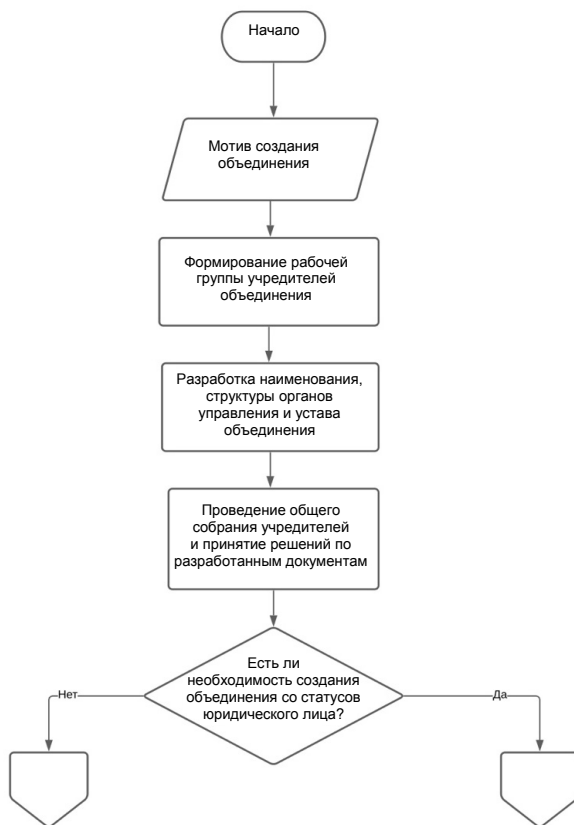 Начало
Мотив создания
объединения
Формирование рабочей
группы учредителей
объединения
Разработка наименования,
структуры органов
управления и устава
объединения
Проведение общего
собрания учредителей
и принятие решений по
разработанным документам
Есть ли
необходимость создания
объединения со статусов
юридического лица?
Нет
Да